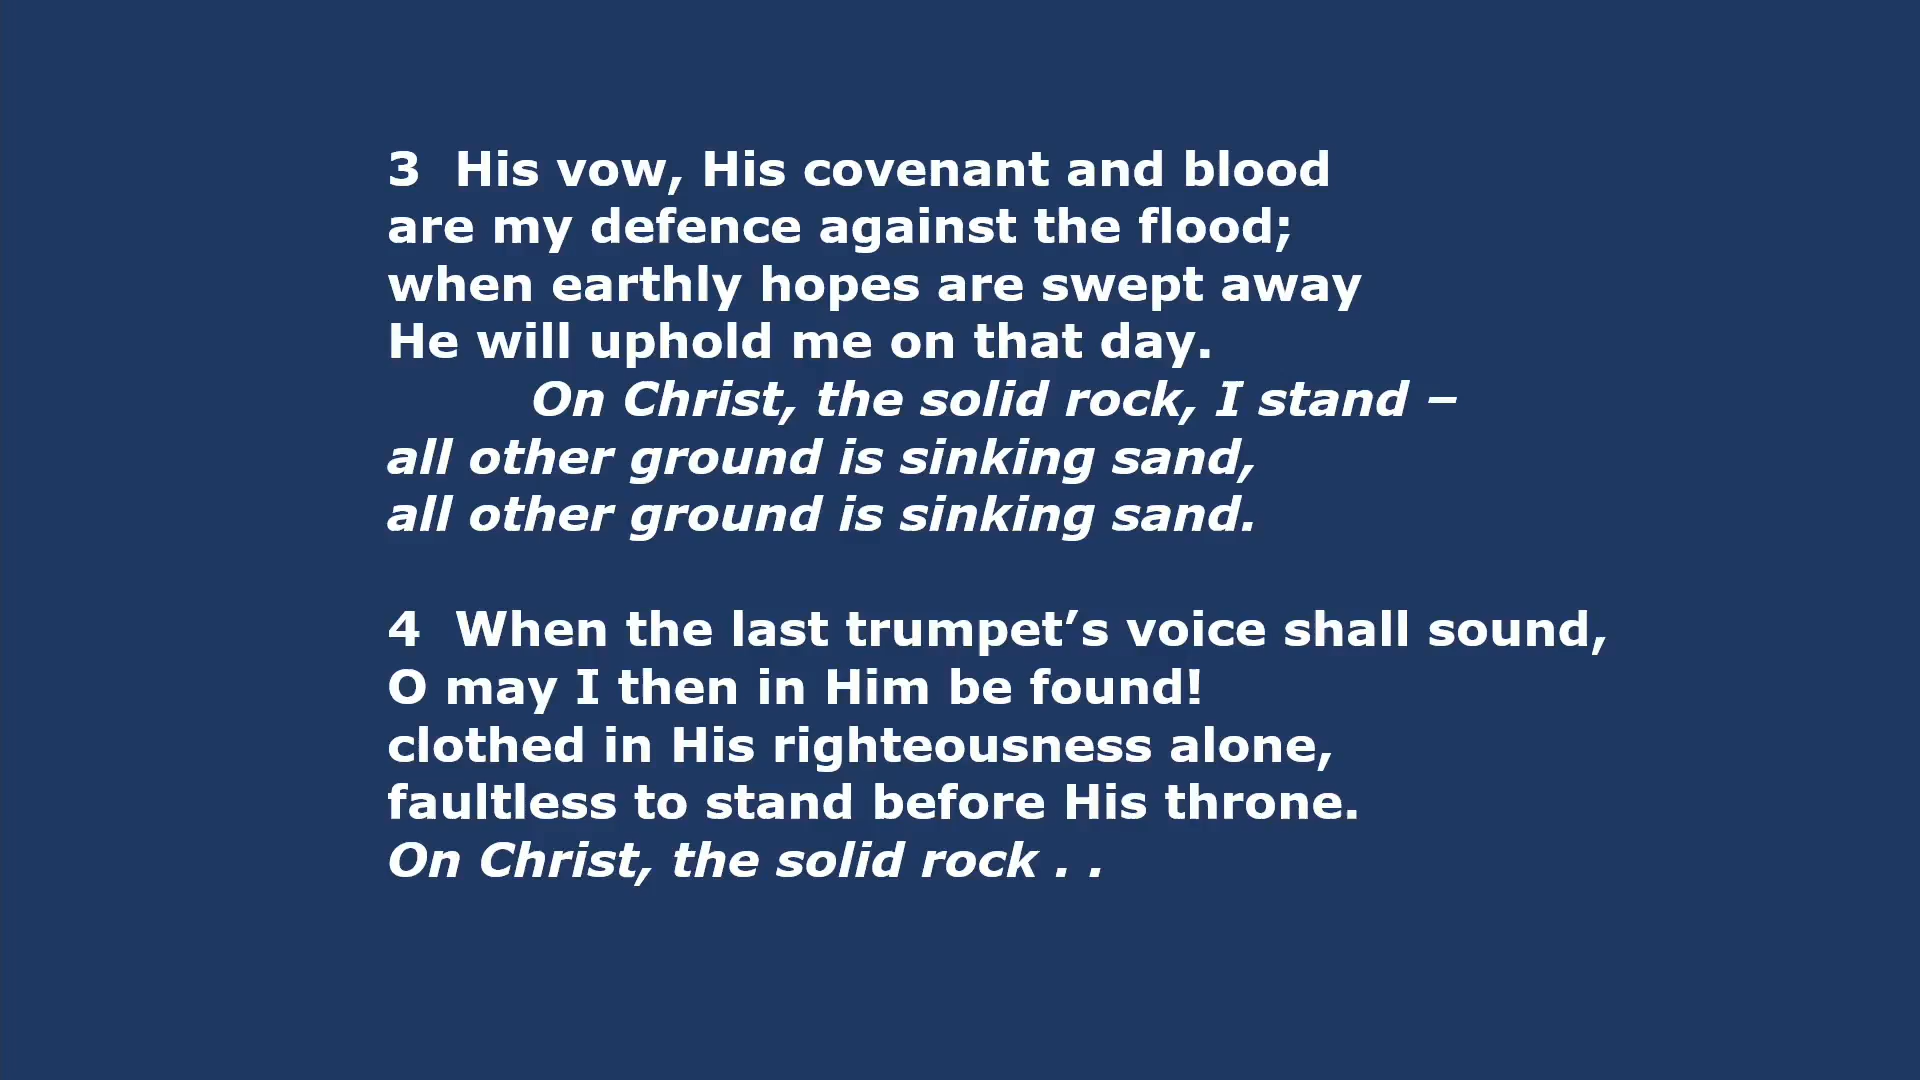 3  His vow, His covenant and blood
are my defence against the flood;
when earthly hopes are swept away
He will uphold me on that day.
On Christ, the solid rock, I stand –
all other ground is sinking sand,
all other ground is sinking sand.
4  When the last trumpet’s voice shall sound,
O may I then in Him be found!
clothed in His righteousness alone,
faultless to stand before His throne.
On Christ, the solid rock . .